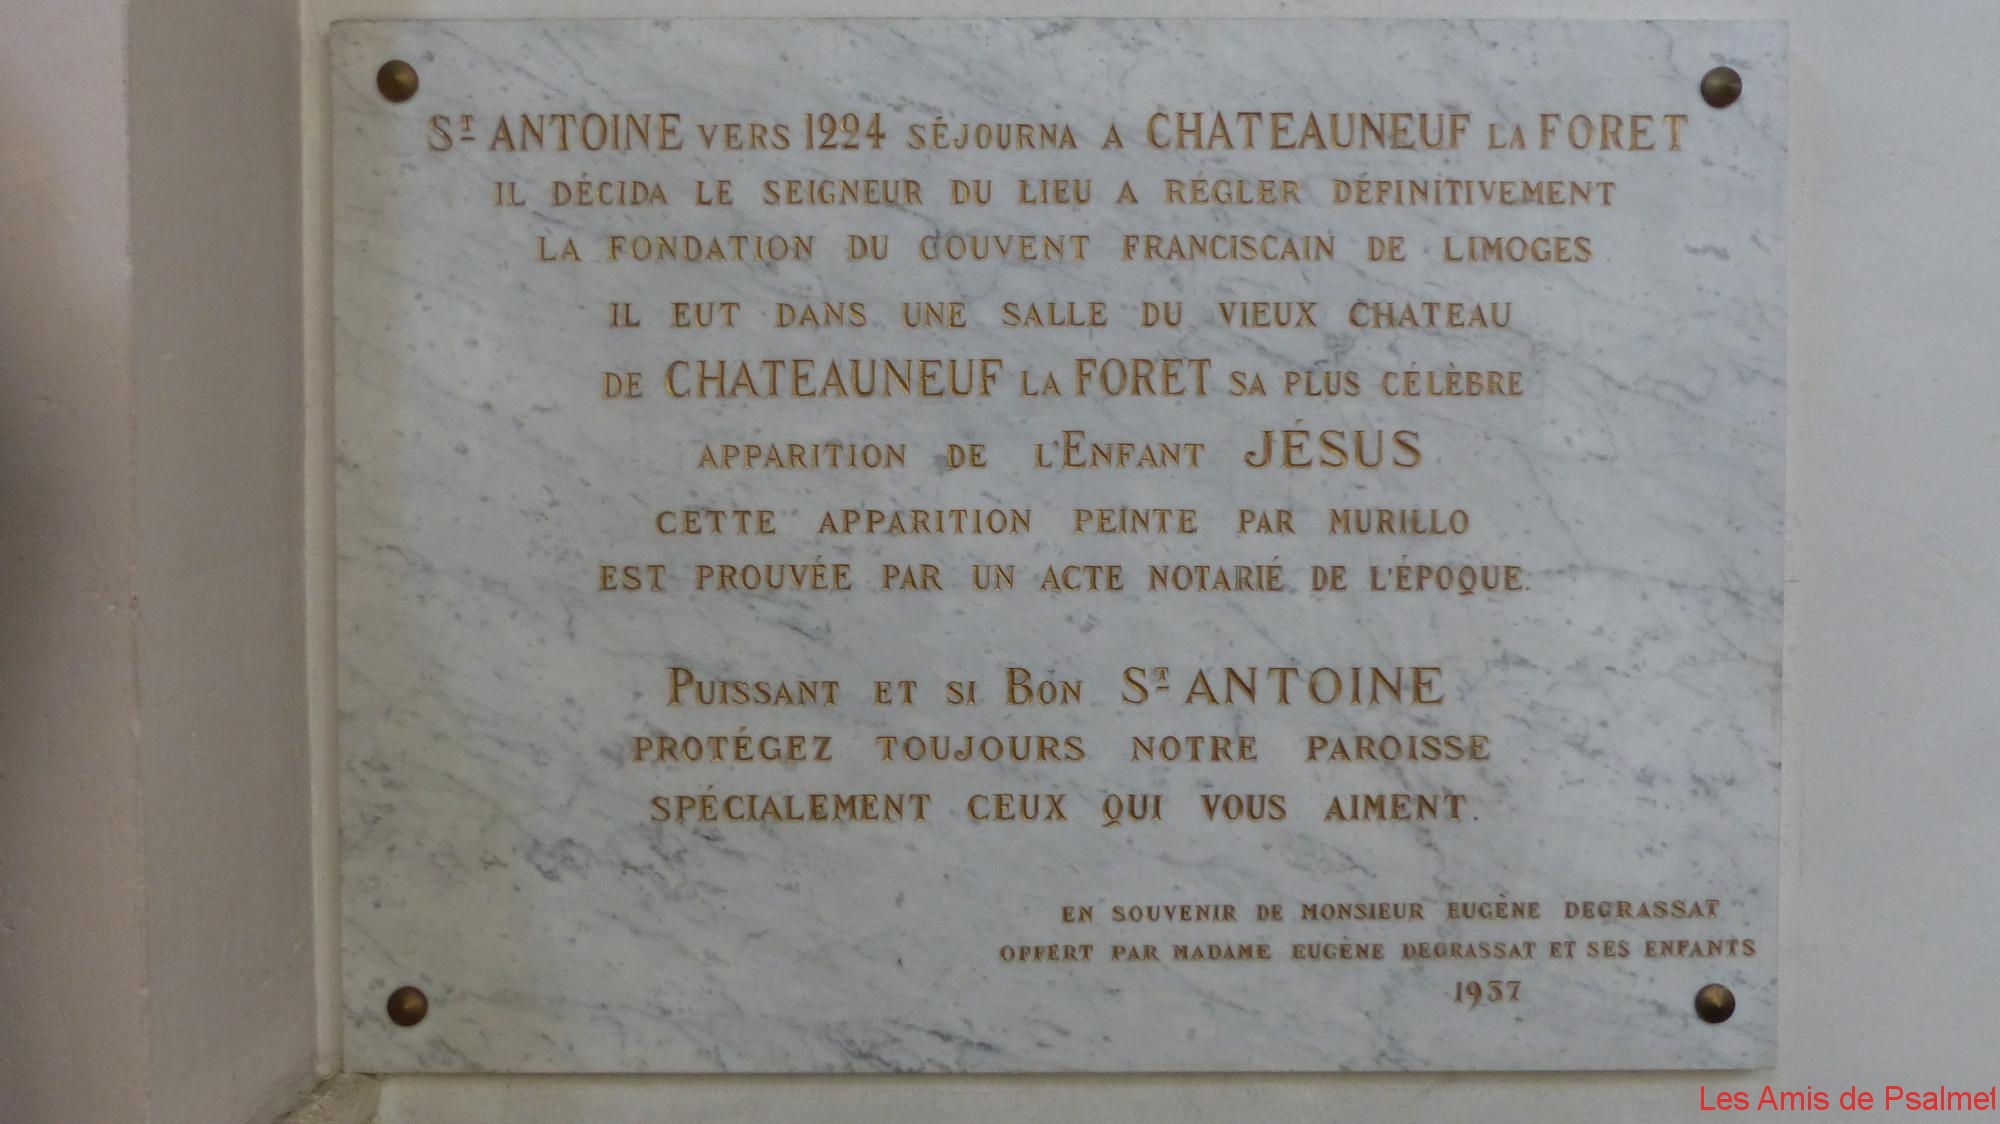 ST ANTOINE VERS 1224 SÉJOURNA A CHATEAUNEUF LA FORET
IL DÉCIDA LE SEIGNEUR DU LIEU A RÉGLER DÉFINITIVEMENT
LA FONDATION DU COUVENT FRANCISCAIN DE LIMOGES
IL EUT DANS UNE SALLE DU VIEUX CHATEAU
DE CHATEAUNEUF LA FORET SA PLUS CÉLÈBRE
APPARITION DE L'ENFANT JÉSUS
CETTE APPARITION PEINTE PAR MURILLO
EST PROUVÉE PAR UN ACTE NOTARIÉ DE L'ÉPOQUE.
PUISSANT ET SI BON ST ANTOINE
PROTÉGEZ TOUJOURS NOTRE PAROISSE
SPÉCIALEMENT CEUX QUI VOUS AIMENT.
EN SOUVENIR DE MONSIEUR EUGÈNE DEGRASSAT
OFFERT PAR MADAME EUGÈNE DEGRASSAT ET SES ENFANTS
1937
Les Amis de Psalmet